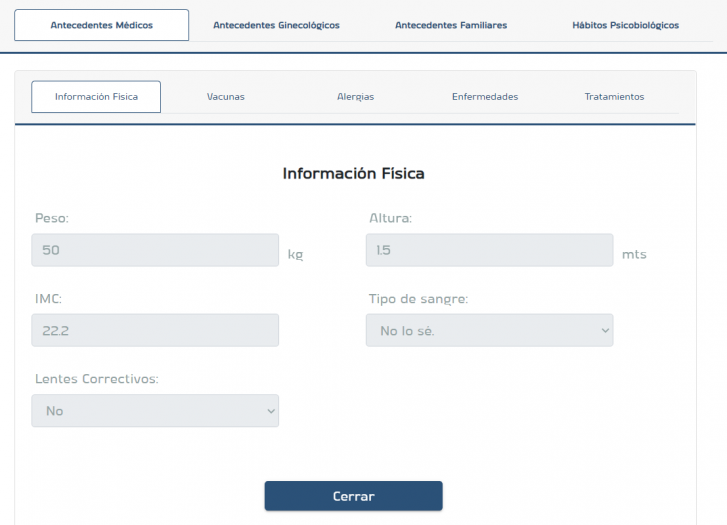 Antecedentes Médicos Antecedentes Ginecológicos Antecedentes Familiares Hábitos Psicobiológicos
Información Física Vacunas Alergias Enfermedades Tratamientos
Información Física
Peso: Altura:
50 kg 1.5 mts
IMC: Tipo de sangre:
22.2 No lo sé.
Lentes Correctivos:
No
Cerrar